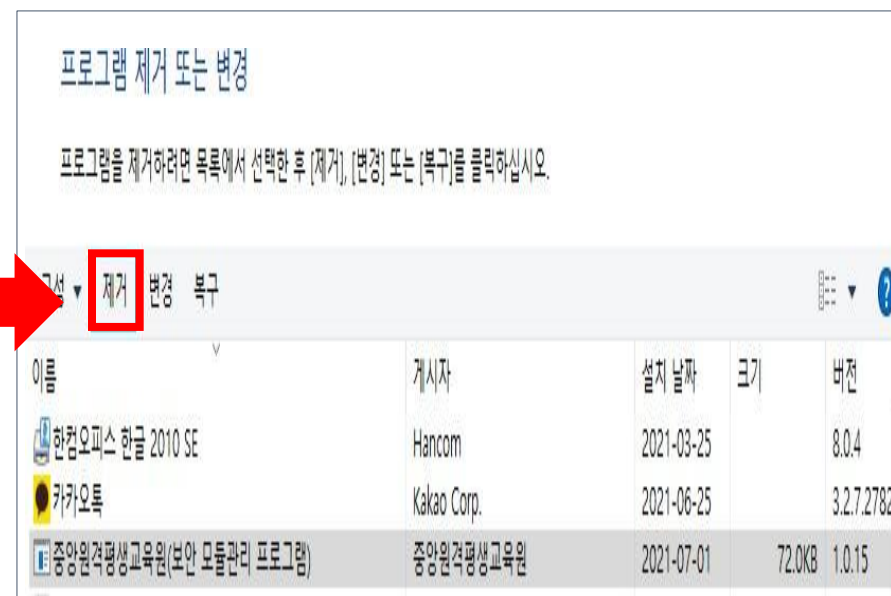 프로그램 제거 또는 변경
프로그램을 제거하려면 목록에서 선택한 후 [제거], [변경] 또는 [복구]를 클릭하십시오.
제거 변경 복구
이름 게시자 설치 날짜 크기 버전
한컴오피스 한글 2010 SE Hancom 2021-03-25 8.0.4
카카오톡 Kakao Corp. 2021-06-25 3.2.7.2782
중앙원격평생교육원(보안 모듈관리 프로그램) 중앙원격평생교육원 2021-07-01 72.0KB 1.0.15